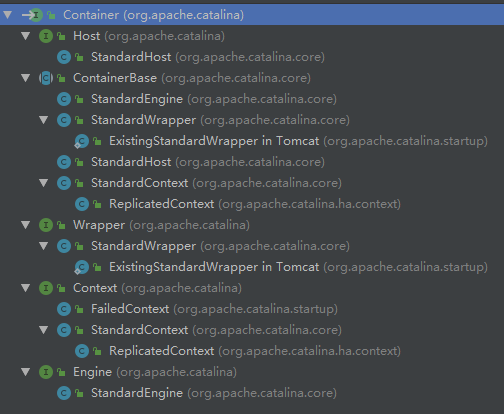 Container (org.apache.catalina)
Host (org.apache.catalina)
StandardHost (org.apache.catalina.core)
ContainerBase (org.apache.catalina.core)
StandardEngine (org.apache.catalina.core)
StandardWrapper (org.apache.catalina.core)
ExistingStandardWrapper in Tomcat (org.apache.catalina.startup)
StandardHost (org.apache.catalina.core)
StandardContext (org.apache.catalina.core)
ReplicatedContext (org.apache.catalina.ha.context)
Wrapper (org.apache.catalina)
StandardWrapper (org.apache.catalina.core)
ExistingStandardWrapper in Tomcat (org.apache.catalina.startup)
Context (org.apache.catalina)
FailedContext (org.apache.catalina.startup)
StandardContext (org.apache.catalina.core)
ReplicatedContext (org.apache.catalina.ha.context)
Engine (org.apache.catalina)
StandardEngine (org.apache.catalina.core)